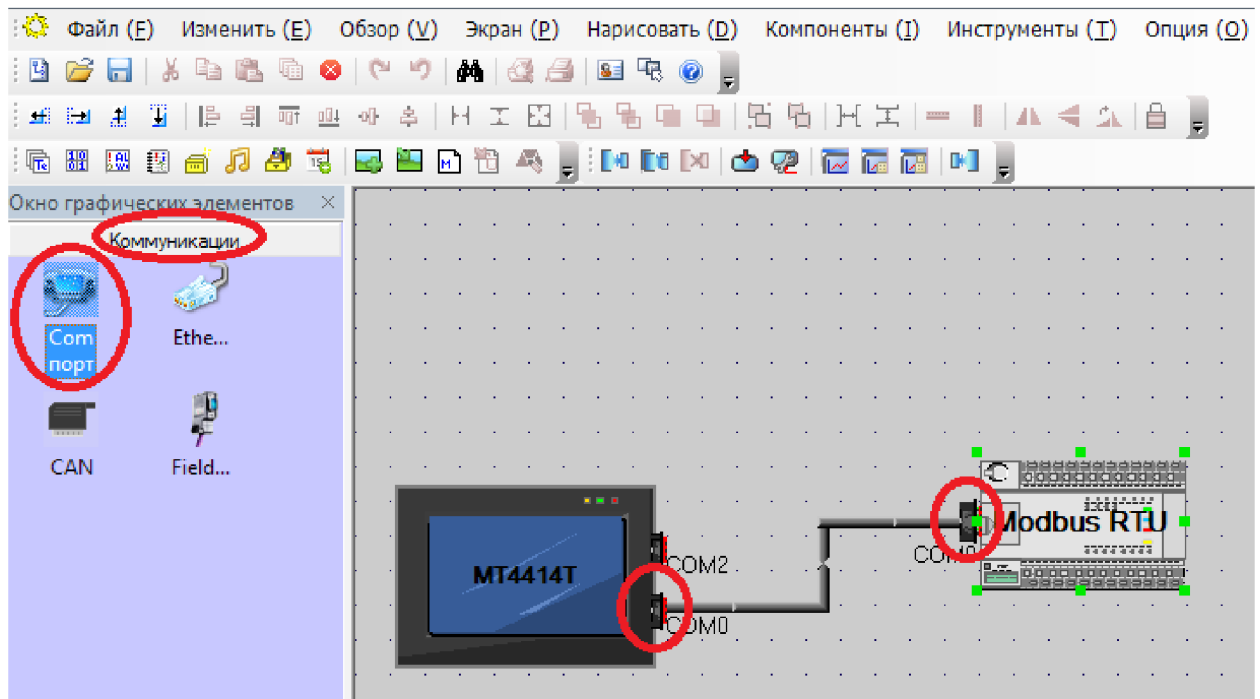 Файл (F) Изменить (E) Обзор (V) Экран (P) Нарисовать (D) Компоненты (I) Инструменты (T) Опция (O)
Окно графических элементов
Коммуникации
Com порт
Ethe...
CAN
Field...
MT4414T
COM2
COM0
COM0
Modbus RTU